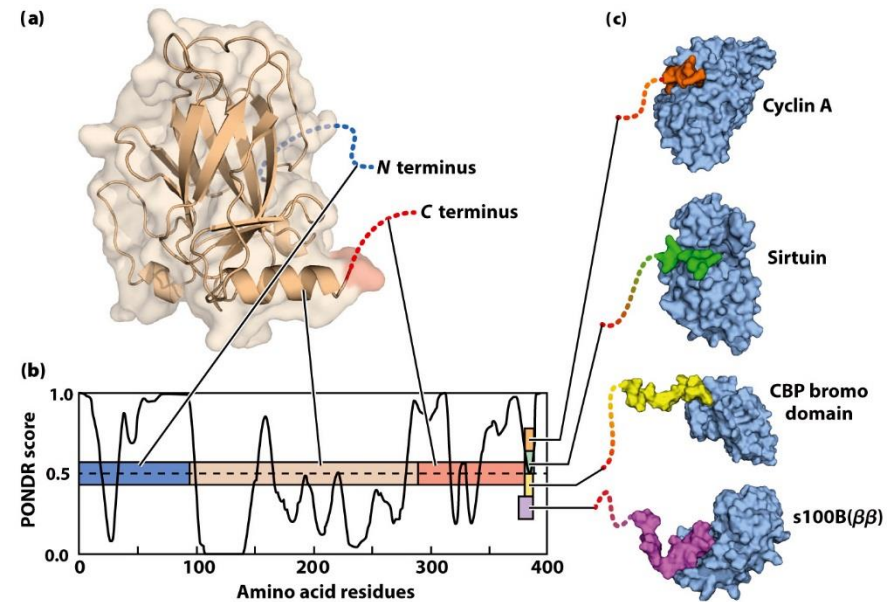 (a)
N terminus
C terminus
(b)
PONDR score
1.0
0.5
0.0
0
100
200
300
400
Amino acid residues
(c)
Cyclin A
Sirtuin
CBP bromo
domain
s100B(ββ)